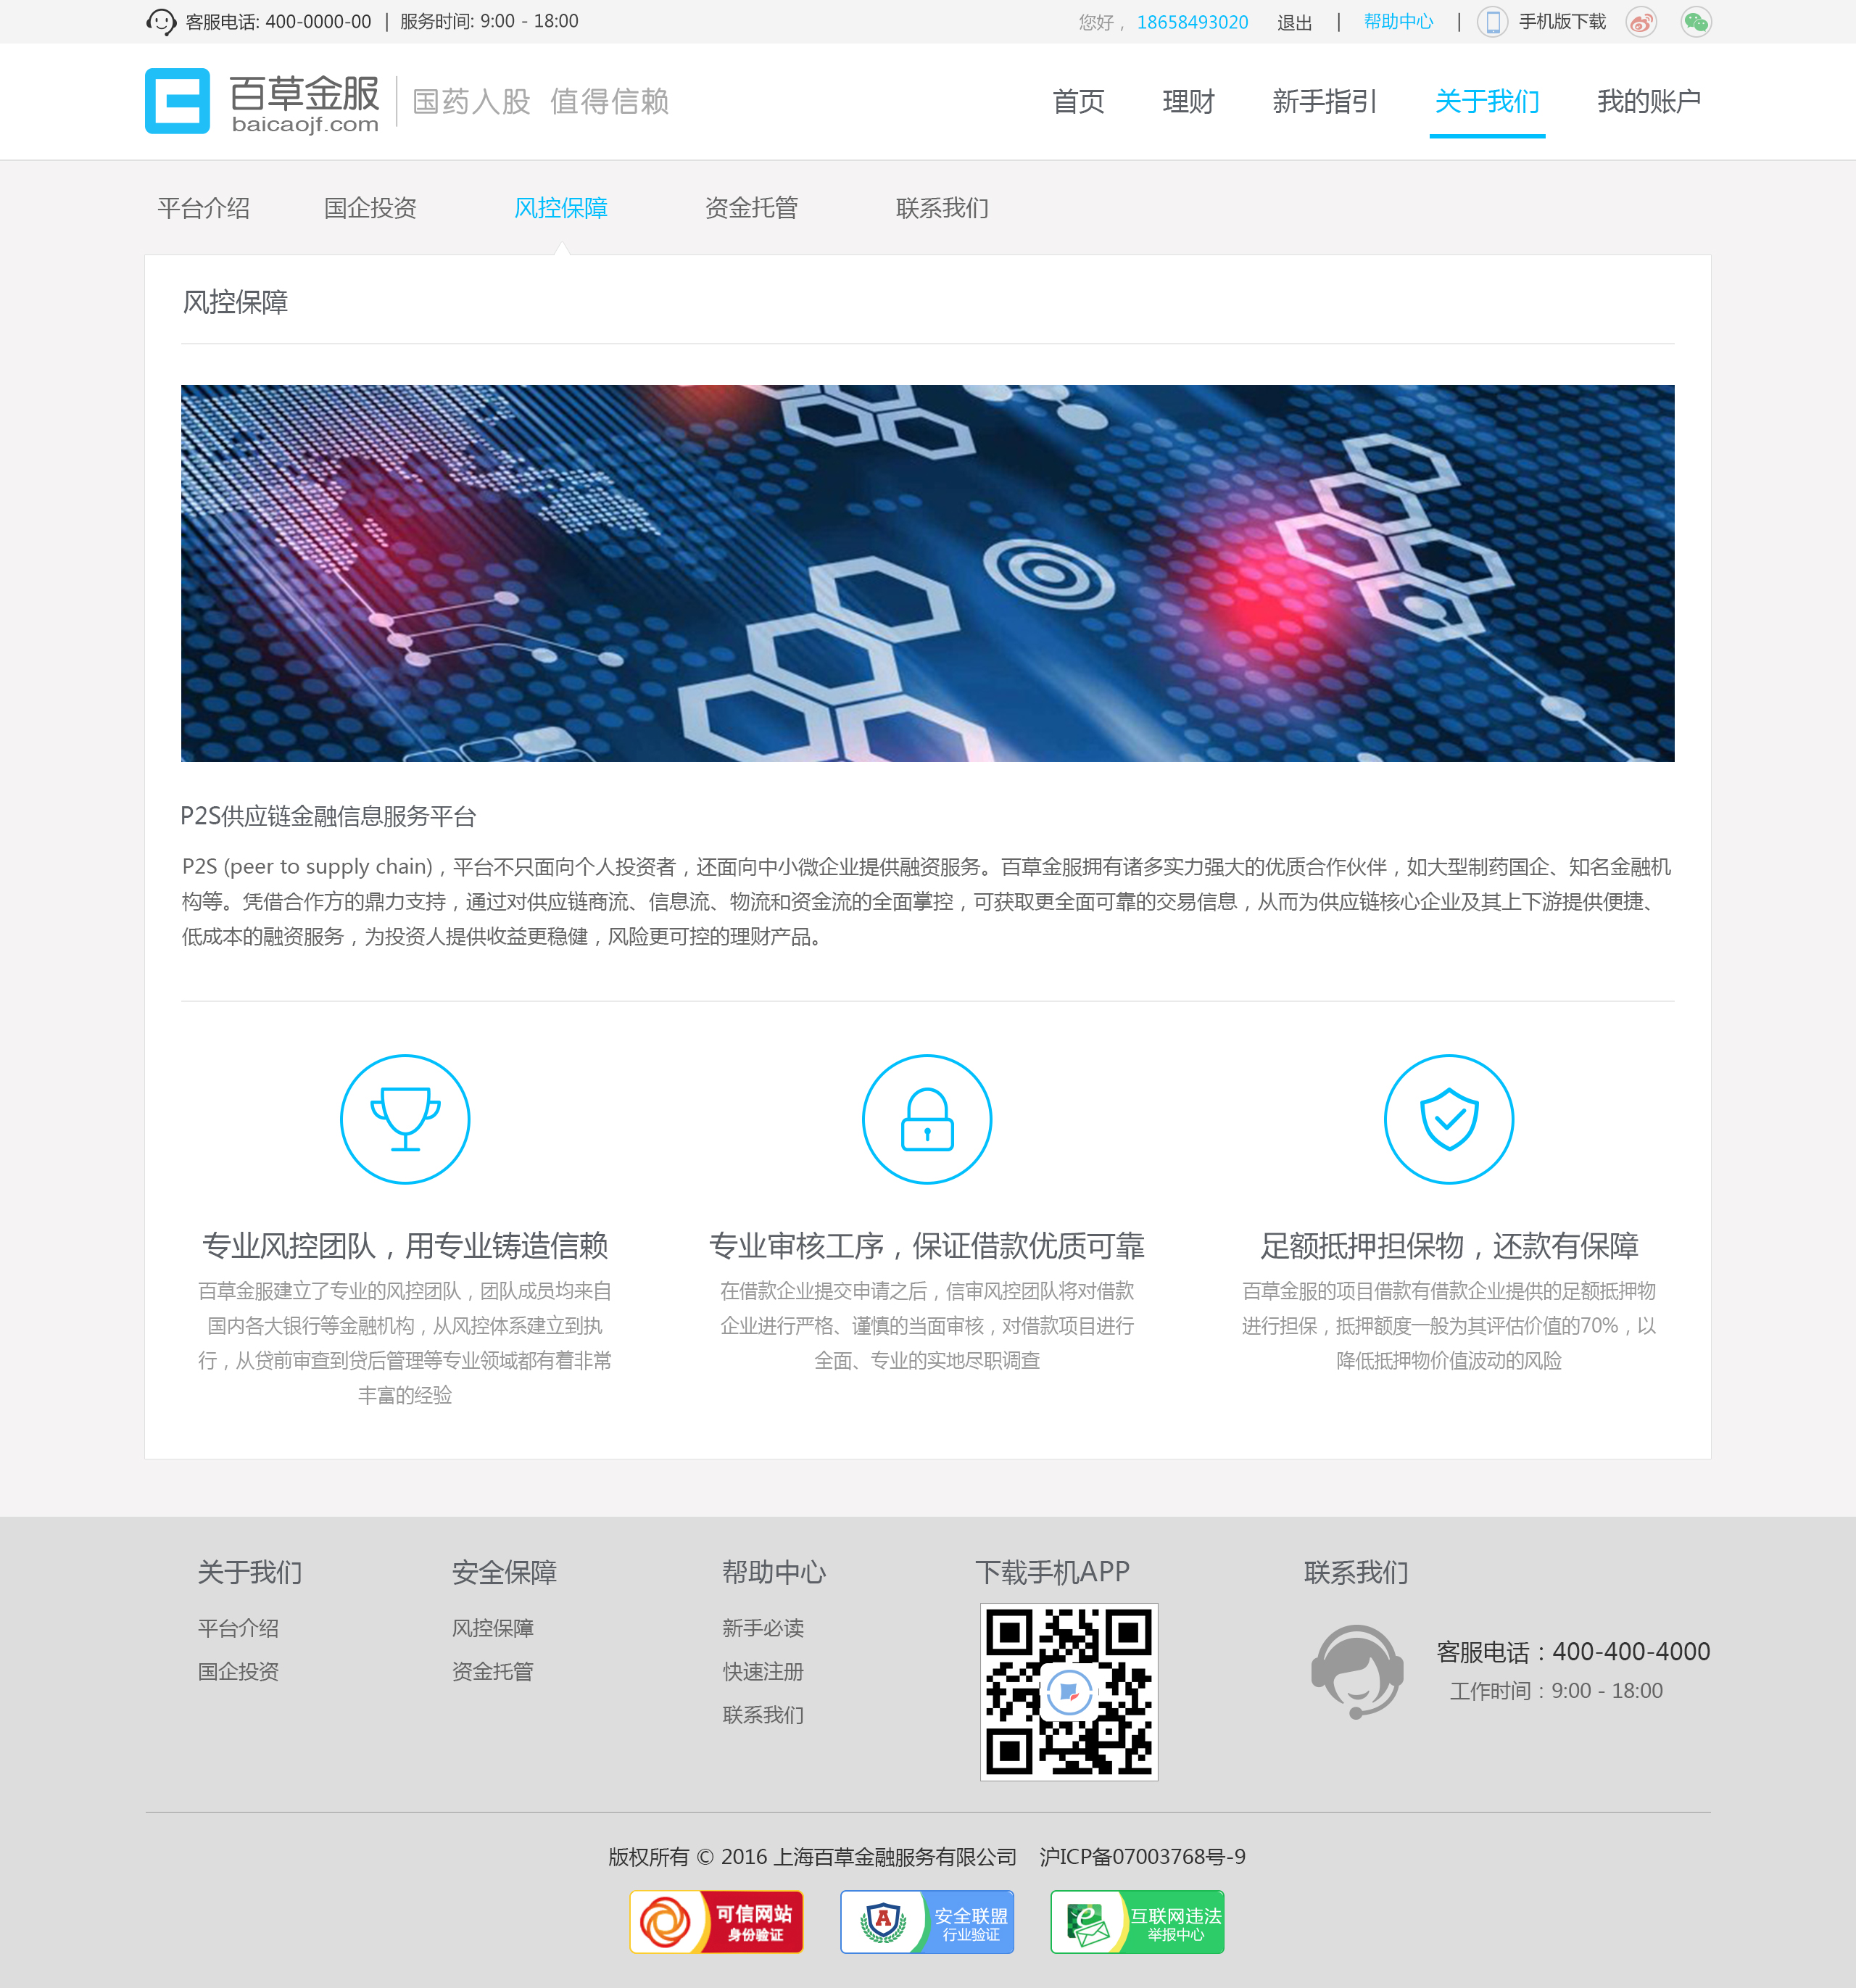 客服电话: 400-0000-00 | 服务时间: 9:00 - 18:00
您好， 18658493020 退出 | 帮助中心 | 手机版下载
百草金服
baicaojf.com
国药入股 值得信赖
首页 理财 新手指引 关于我们 我的账户
平台介绍 国企投资 风控保障 资金托管 联系我们
风控保障
P2S供应链金融信息服务平台
P2S (peer to supply chain)，平台不只面向个人投资者，还面向中小微企业提供融资服务。百草金服拥有诸多实力强大的优质合作伙伴，如大型制药国企、知名金融机
构等。凭借合作方的鼎力支持，通过对供应链商流、信息流、物流和资金流的全面掌控，可获取更全面可靠的交易信息，从而为供应链核心企业及其上下游提供便捷、
低成本的融资服务，为投资人提供收益更稳健，风险更可控的理财产品。
专业风控团队，用专业铸造信赖
百草金服建立了专业的风控团队，团队成员均来自
国内各大银行等金融机构，从风控体系建立到执
行，从贷前审查到贷后管理等专业领域都有着非常
丰富的经验
专业审核工序，保证借款优质可靠
在借款企业提交申请之后，信审风控团队将对借款
企业进行严格、谨慎的当面审核，对借款项目进行
全面、专业的实地尽职调查
足额抵押担保物，还款有保障
百草金服的项目借款有借款企业提供的足额抵押物
进行担保，抵押额度一般为其评估价值的70%，以
降低抵押物价值波动的风险
关于我们
平台介绍
国企投资
安全保障
风控保障
资金托管
帮助中心
新手必读
快速注册
联系我们
下载手机APP
联系我们
客服电话：400-400-4000
工作时间：9:00 - 18:00
版权所有 © 2016 上海百草金融服务有限公司 沪ICP备07003768号-9
可信网站
身份验证
A
安全联盟
行业验证
e
互联网违法
举报中心